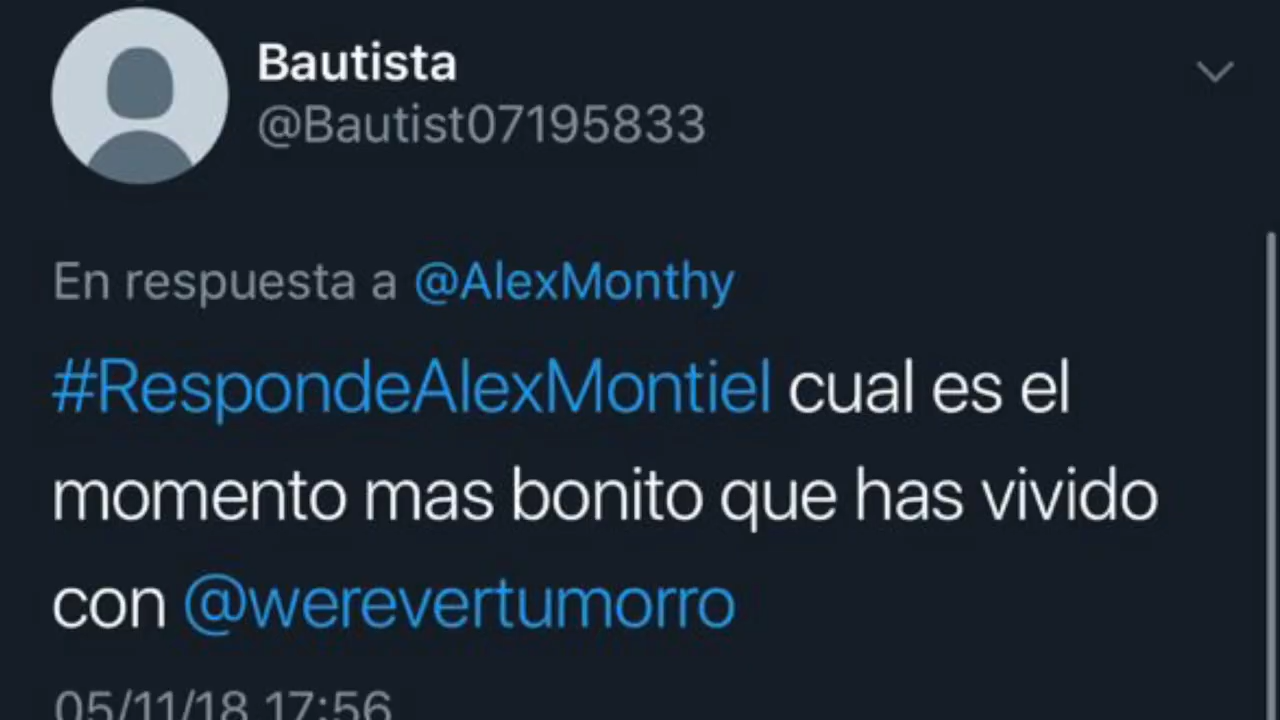 Bautista
@Bautist07195833
En respuesta a @AlexMonthy
#RespondeAlexMontiel cual es el
momento mas bonito que has vivido
con @werevertumorro
05/11/18 17:56